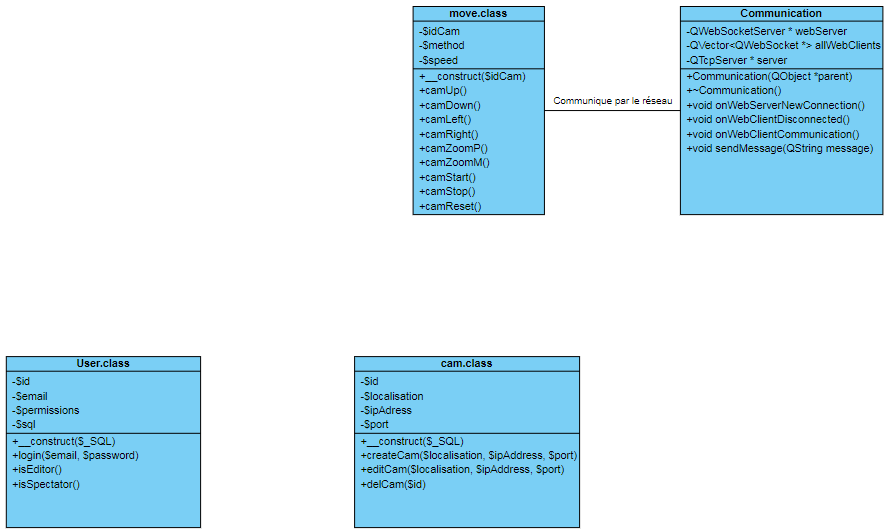 move.class
-$idCam
-$method
-$speed
+__construct($idCam)
+camUp()
+camDown()
+camLeft()
+camRight()
+camZoomP()
+camZoomM()
+camStart()
+camStop()
+camReset()
Communique par le réseau
Communication
-QWebSocketServer * webServer
-QVector<QWebSocket *> allWebClients
-QTcpServer * server
+Communication(QObject *parent)
+~Communication()
+void onWebServerNewConnection()
+void onWebClientDisconnected()
+void onWebClientCommunication()
+void sendMessage(QString message)
User.class
-$id
-$email
-$permissions
-$sql
+__construct($_SQL)
+login($email, $password)
+isEditor()
+isSpectator()
cam.class
-$id
-$localisation
-$ipAdress
-$port
+__construct($_SQL)
+createCam($localisation, $ipAddress, $port)
+editCam($localisation, $ipAddress, $port)
+delCam($id)